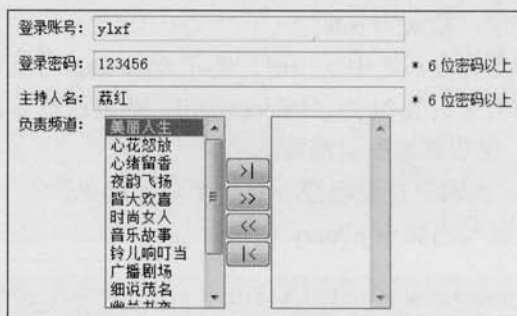 登录账号: ylxf
登录密码: 123456 * 6位密码以上
主持人名: 荔红 * 6位密码以上
负责频道:
美丽人生
心花怒放
心绪留香
夜韵飞扬
皆大欢喜
时尚女人
音乐故事
铃儿响叮当
广播剧场
细说茂名
>|
>>
<<
|<